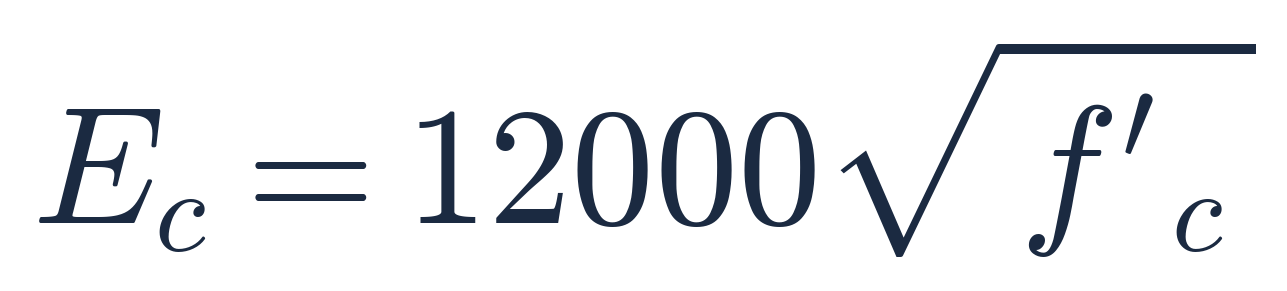 E_c = 12000√f′_c